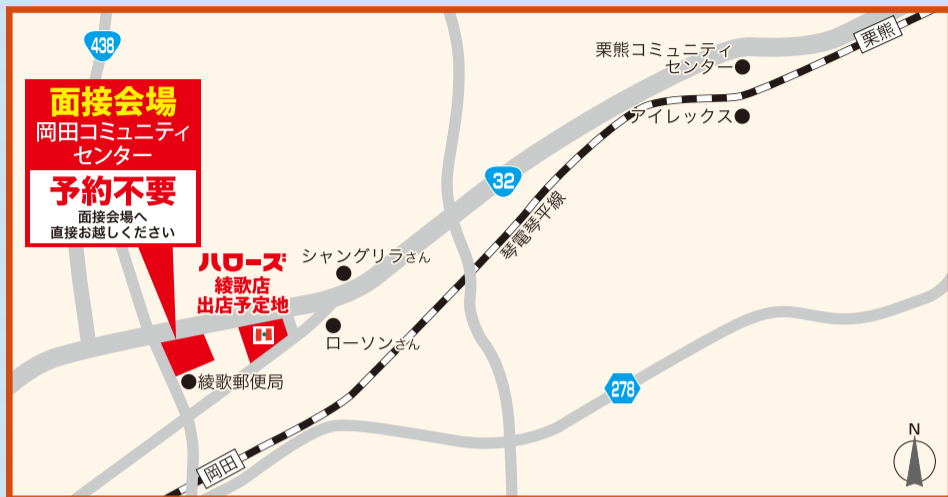 438
面接会場
岡田コミュニティ
センター
予約不要
面接会場へ
直接お越しください
ハローズ
綾歌店
出店予定地
シャングリラさん
ローソンさん
綾歌郵便局
岡田
琴電琴平線
32
278
栗熊コミュニティ
センター
アイレックス
栗熊
N